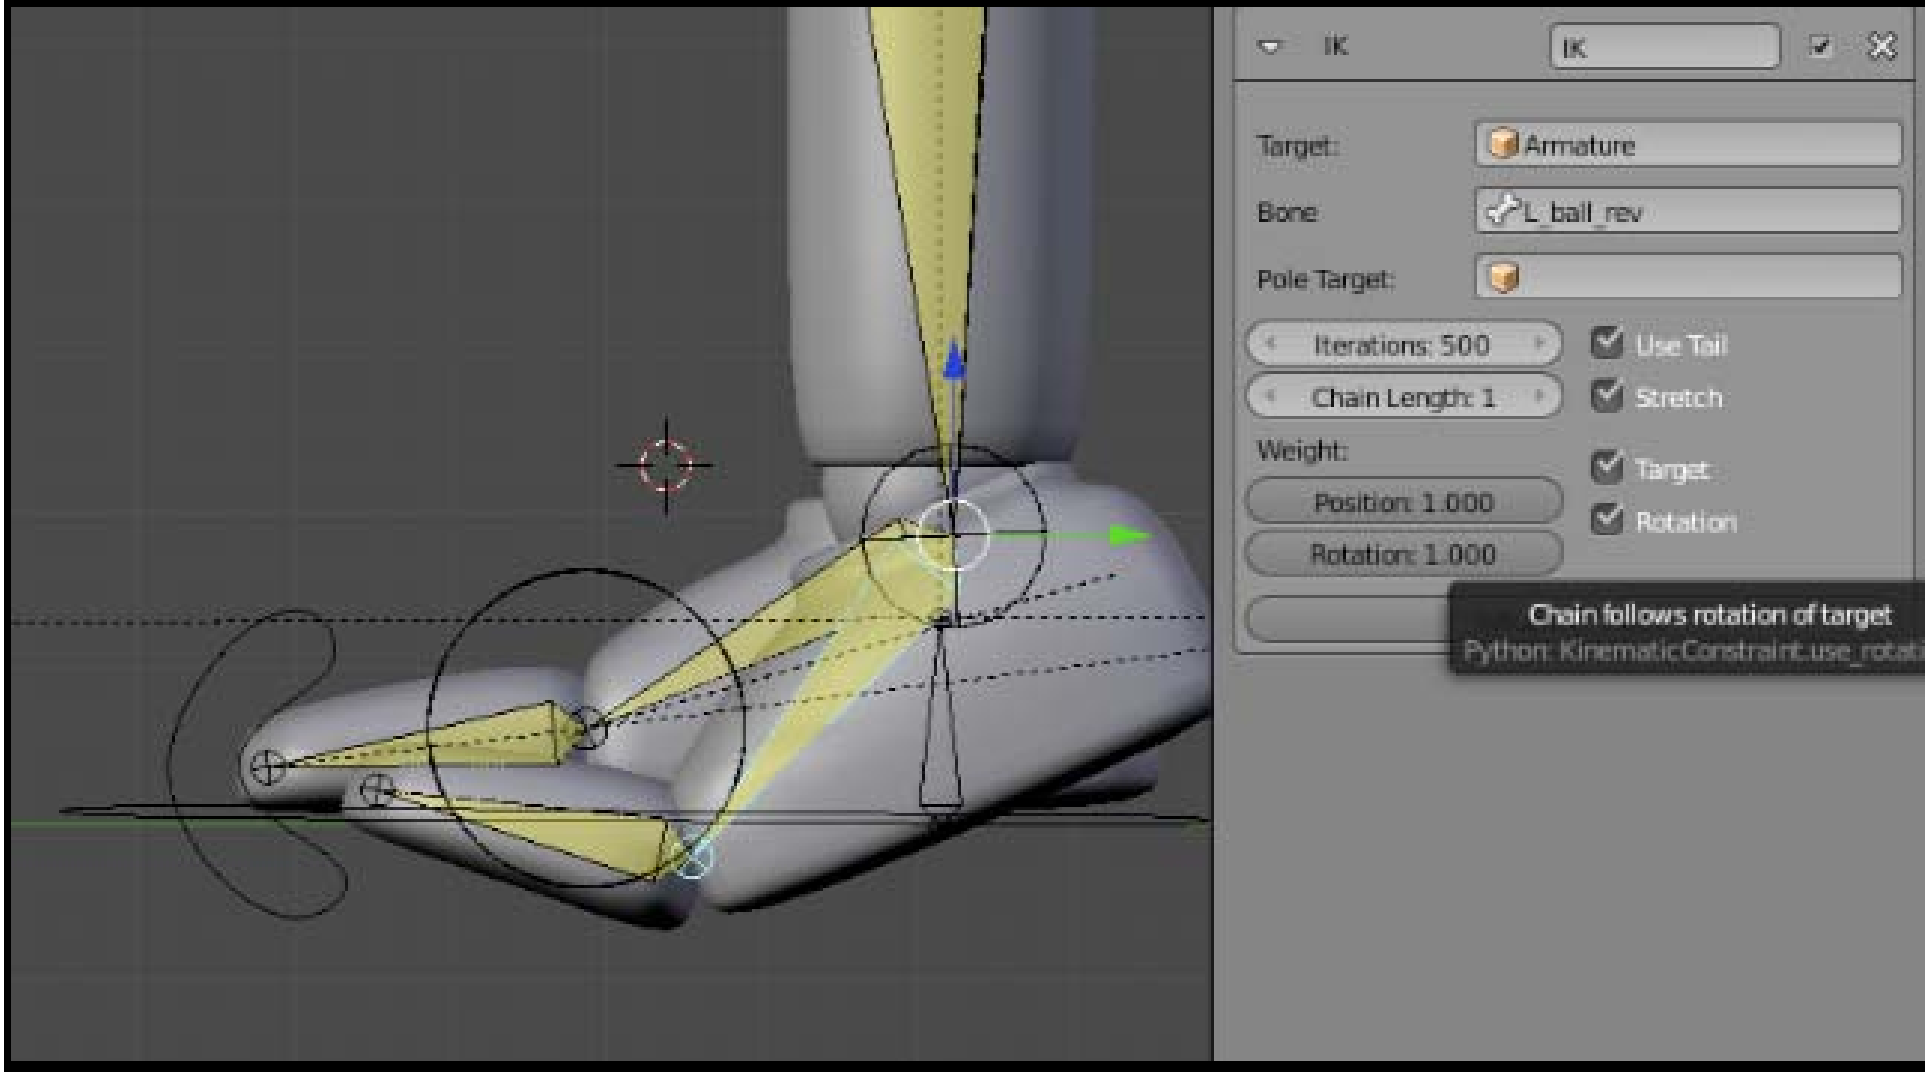 IK IK
Target: Armature
Bone L_ball_rev
Pole Target:
Iterations: 500 Use Tail
Chain Length: 1 Stretch
Weight: Target
Position: 1.000
Rotation
Rotation: 1.000
Chain follows rotation of target
Python: KinematicConstraint.use_rotat